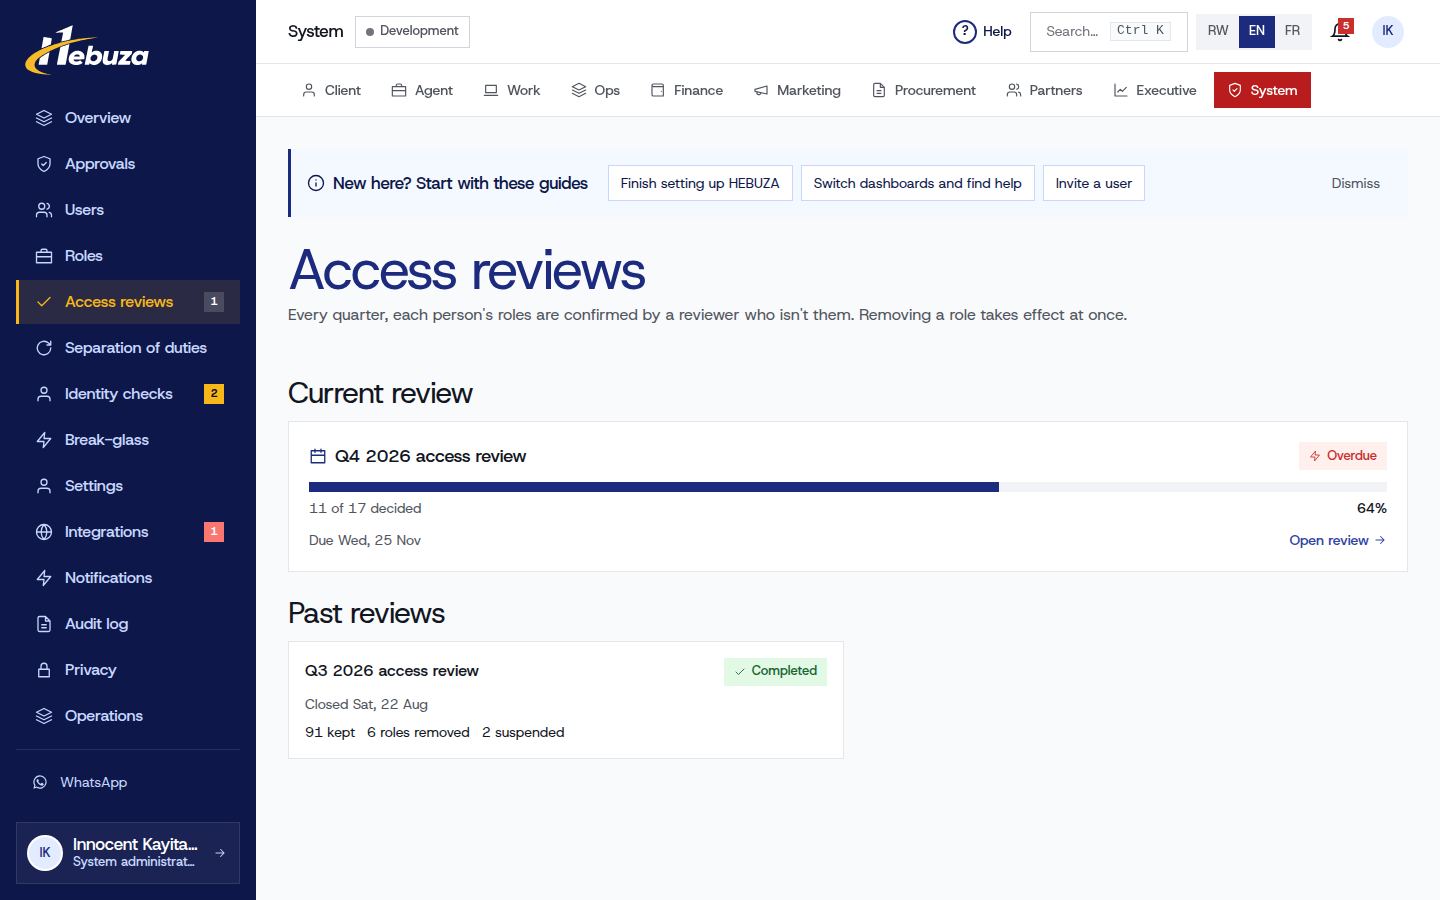 Hebuza
Overview
Approvals
Users
Roles
Access reviews 1
Separation of duties
Identity checks 2
Break-glass
Settings
Integrations 1
Notifications
Audit log
Privacy
Operations
WhatsApp
IK
Innocent Kayita...
System administrat...
System Development
? Help Search... Ctrl K RW EN FR 5 IK
Client Agent Work Ops Finance Marketing Procurement Partners Executive System
New here? Start with these guides Finish setting up HEBUZA Switch dashboards and find help Invite a user Dismiss
Access reviews
Every quarter, each person's roles are confirmed by a reviewer who isn't them. Removing a role takes effect at once.
Current review
Q4 2026 access review Overdue
11 of 17 decided 64%
Due Wed, 25 Nov Open review →
Past reviews
Q3 2026 access review Completed
Closed Sat, 22 Aug
91 kept 6 roles removed 2 suspended